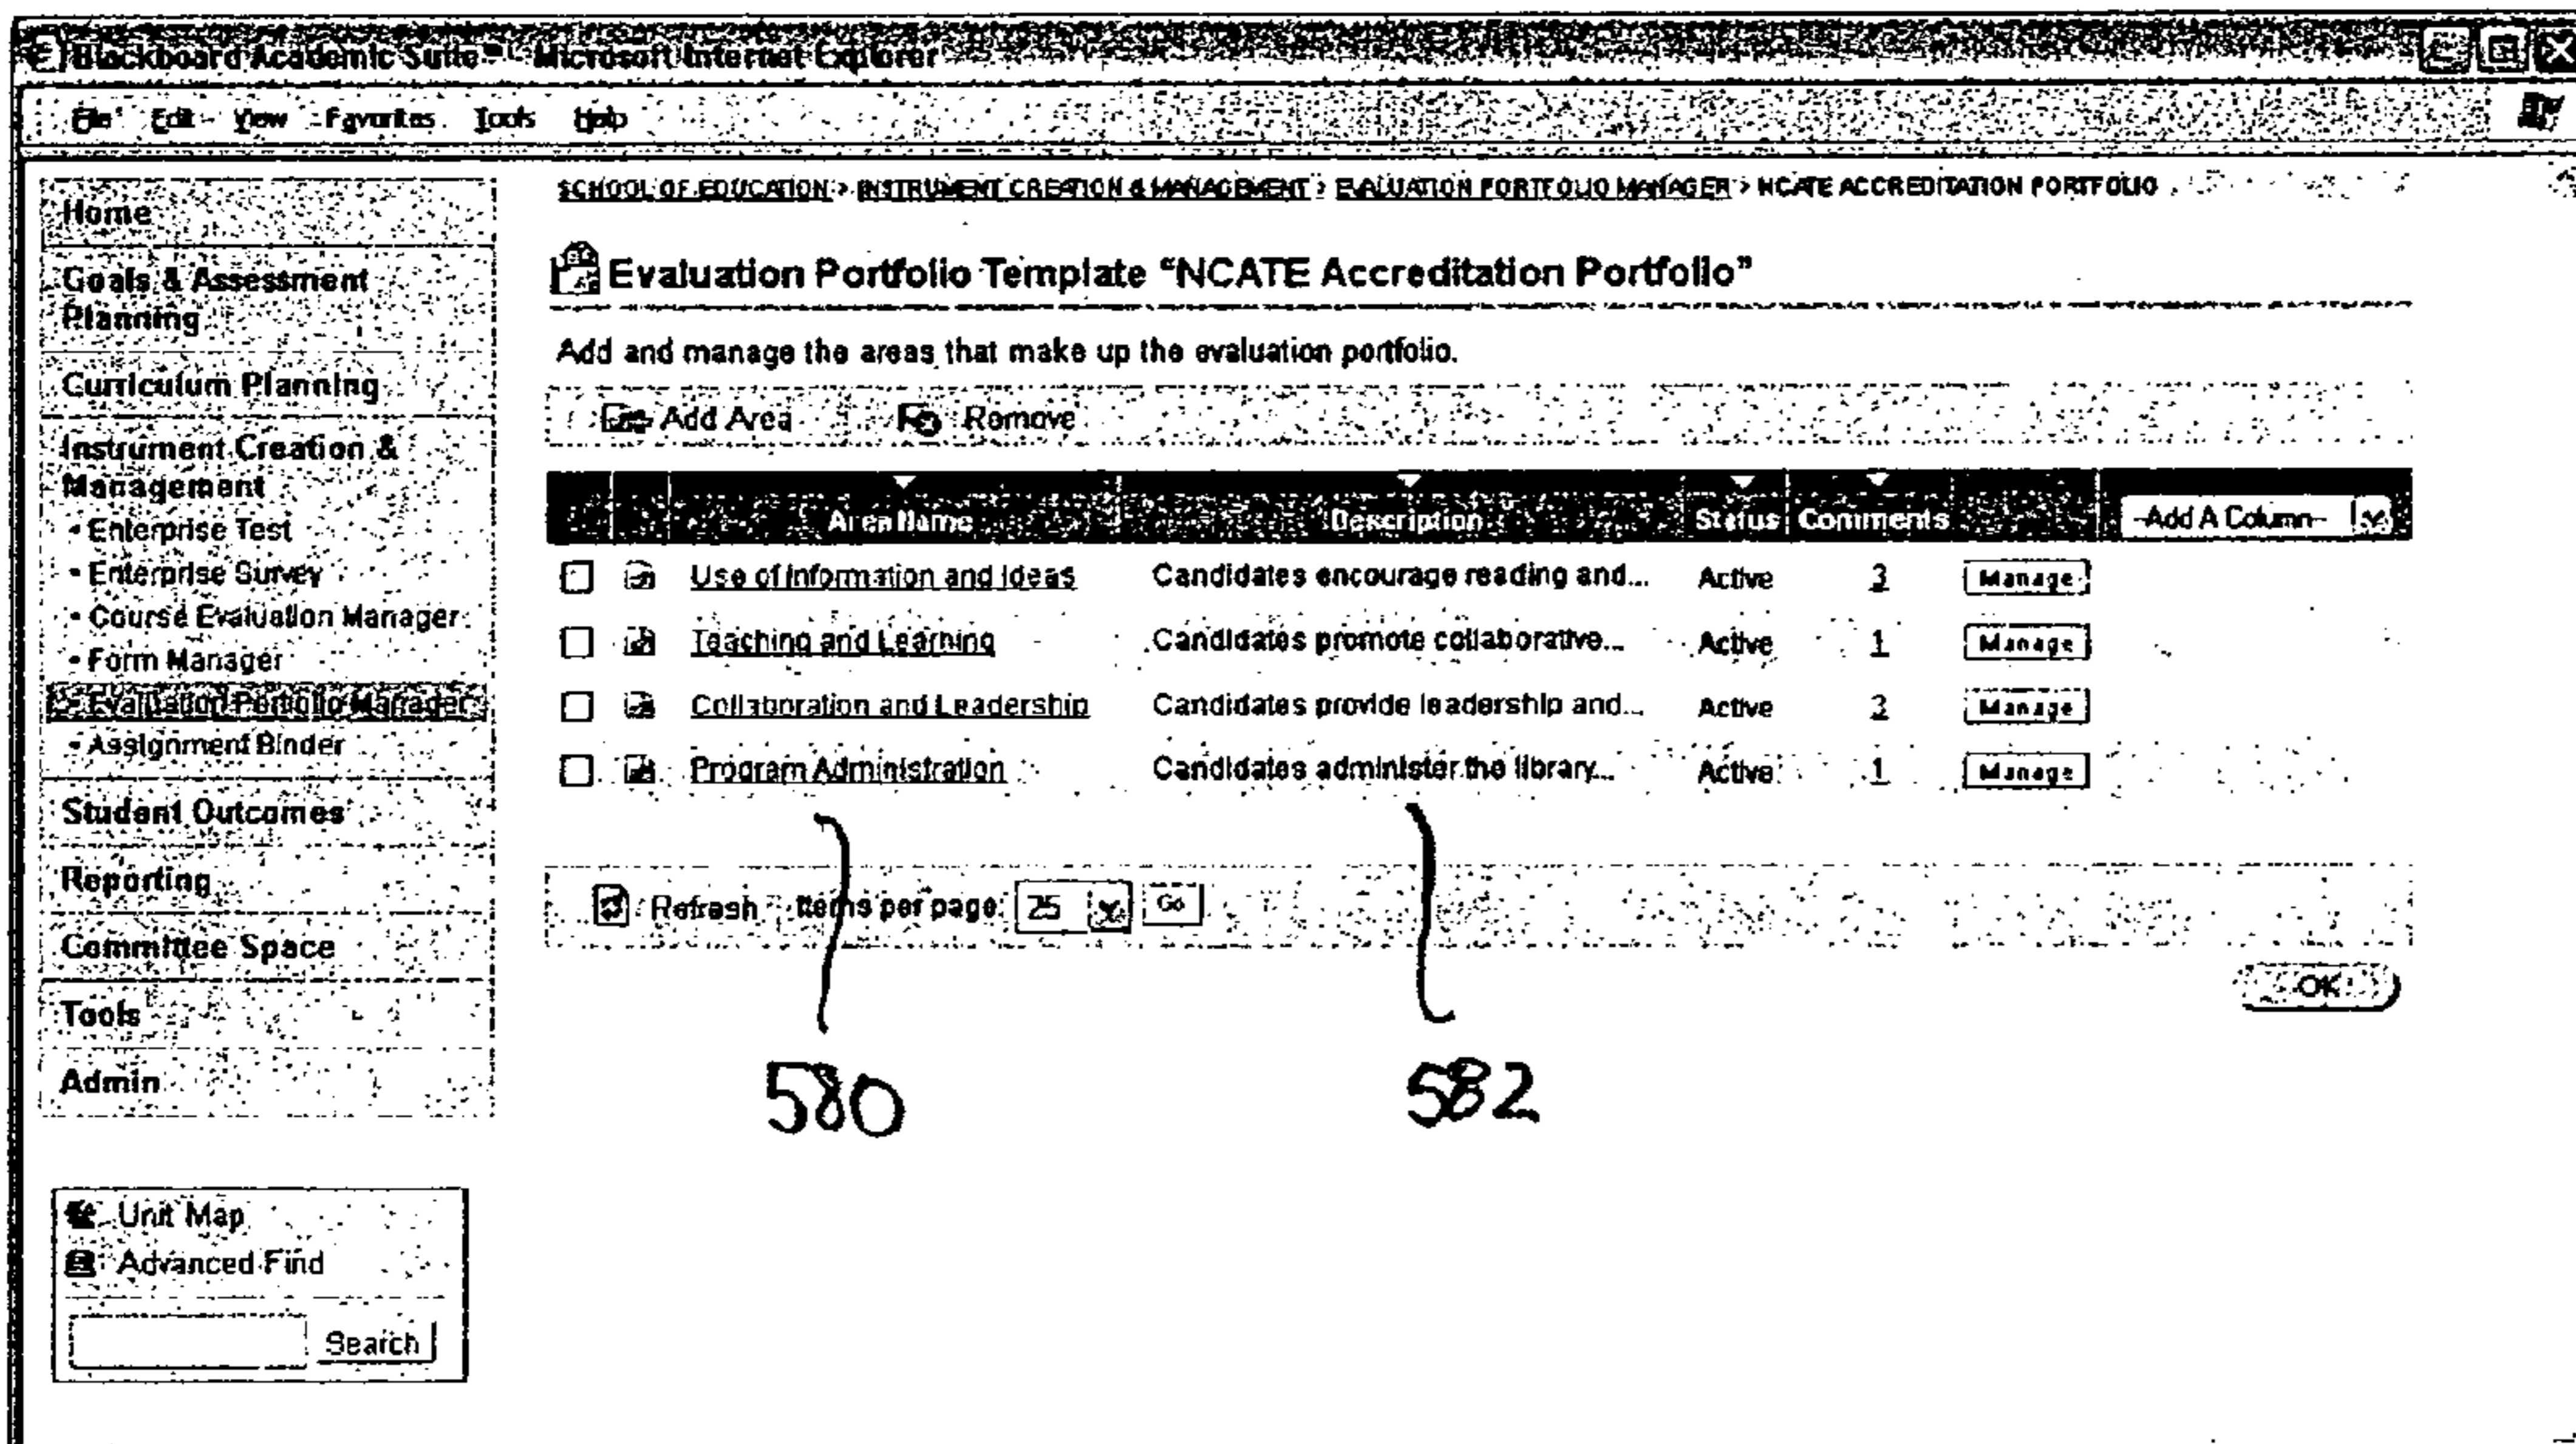 Blackboard Academic Suite™ - Microsoft Internet Explorer
File Edit View Favorites Tools Help
SCHOOL OF EDUCATION > INSTRUMENT CREATION & MANAGEMENT > EVALUATION PORTFOLIO MANAGER > NCATE ACCREDITATION PORTFOLIO
Home
Goals & Assessment
Planning
Curriculum Planning
Instrument Creation &
Management
• Enterprise Test
• Enterprise Survey
• Course Evaluation Manager
• Form Manager
• Evaluation Portfolio Manager
• Assignment Binder
Student Outcomes
Reporting
Committee Space
Tools
Admin
Unit Map
Advanced Find
Search
Evaluation Portfolio Template “NCATE Accreditation Portfolio”
Add and manage the areas that make up the evaluation portfolio.
Add Area Remove
Area Name Description Status Comments -Add A Column-
Use of Information and Ideas Candidates encourage reading and... Active 3 Manage
Teaching and Learning Candidates promote collaborative... Active 1 Manage
Collaboration and Leadership Candidates provide leadership and... Active Manage
Program Administration Candidates administer the library... Active 1 Manage
Refresh Items per page: 25 Go
OK
580 582